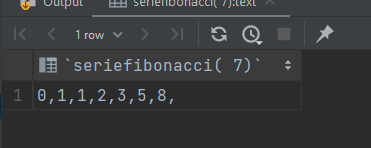 Output
seriefibonacci( 7):text
1 row
`seriefibonacci( 7)`
1
0,1,1,2,3,5,8,